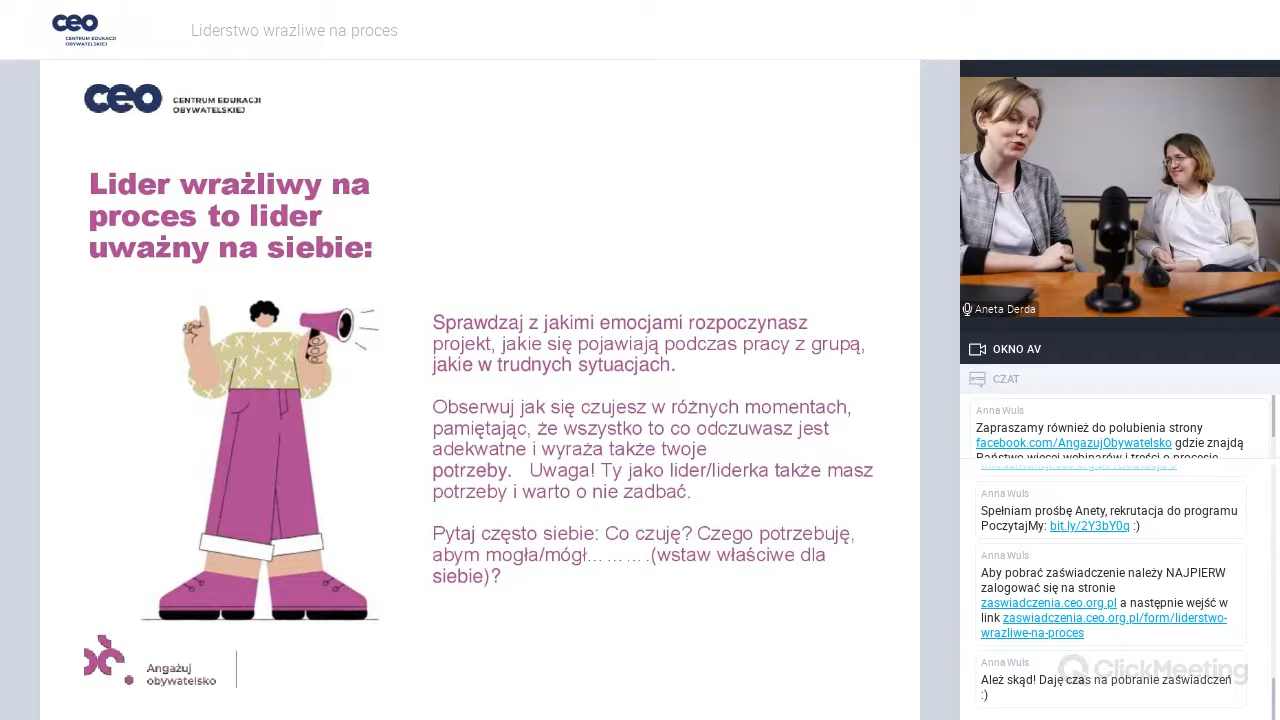 ceo
CENTRUM EDUKACJI
OBYWATELSKIEJ
Liderstwo wrazliwe na proces
ceo
CENTRUM EDUKACJI
OBYWATELSKIEJ
Lider wrażliwy na
proces to lider
uważny na siebie:
Sprawdzaj z jakimi emocjami rozpoczynasz
projekt, jakie się pojawiają podczas pracy z grupą,
jakie w trudnych sytuacjach.
Obserwuj jak się czujesz w różnych momentach,
pamiętając, że wszystko to co odczuwasz jest
adekwatne i wyraża także twoje
potrzeby. Uwaga! Ty jako lider/liderka także masz
potrzeby i warto o nie zadbać.
Pytaj często siebie: Co czuję? Czego potrzebuję,
abym mogła/mógł……….(wstaw właściwe dla
siebie)?
Angażuj
obywatelsko
Aneta Derda
OKNO AV
CZAT
Anna Wuls
Zapraszamy również do polubienia strony
facebook.com/AngazujObywatelsko gdzie znajdą
Państwo więcej webinarów i treści o procesie
Anna Wuls
Spełniam prośbę Anety, rekrutacja do programu
PoczytajMy: bit.ly/2Y3bY0q :)
Anna Wuls
Aby pobrać zaświadczenie należy NAJPIERW
zalogować się na stronie
zaswiadczenia.ceo.org.pl a następnie wejść w
link zaswiadczenia.ceo.org.pl/form/liderstwo-
wrazliwe-na-proces
Anna Wuls
Ależ skąd! Daję czas na pobranie zaświadczeń
:)
ClickMeeting